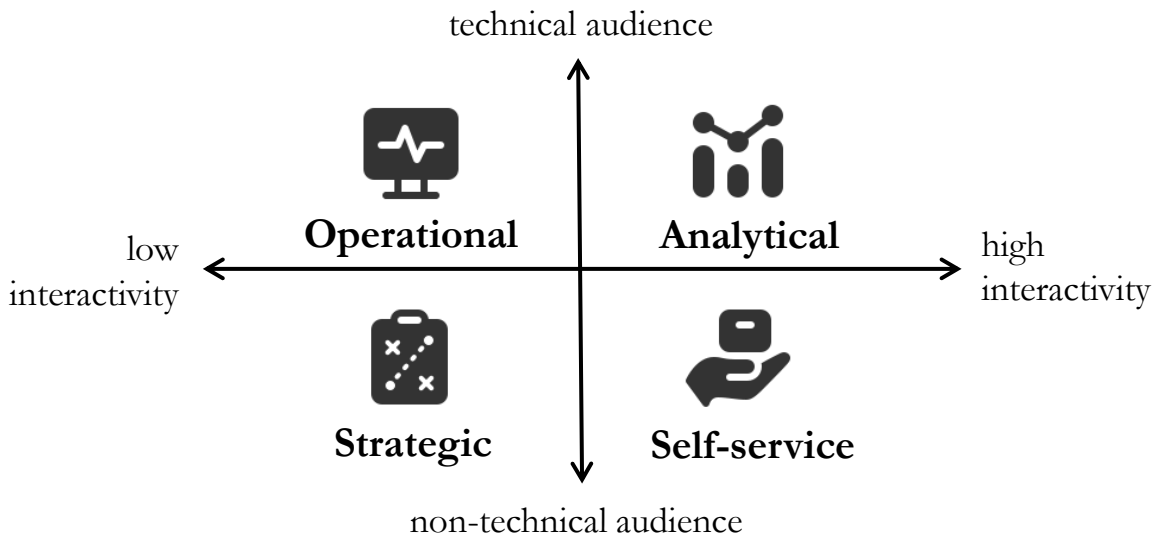 technical audience
Operational
Analytical
low
interactivity
high
interactivity
Strategic
Self-service
non-technical audience